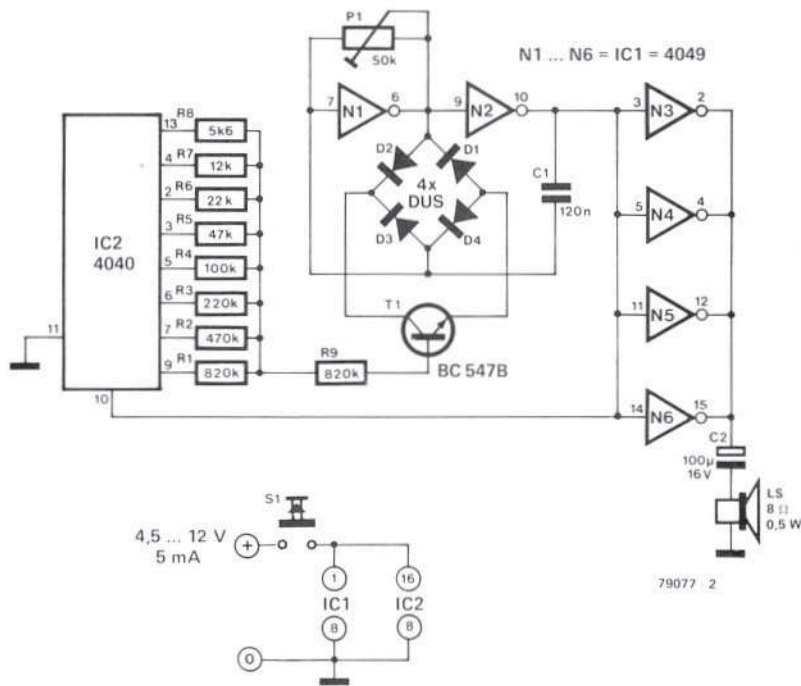 P1
50k
N1 ... N6 = IC1 = 4049
7
N1
6
9
N2
10
3
N3
2
R8
13
5k6
R7
4
12k
R6
2
22k
R5
3
47k
R4
5
100k
R3
6
220k
R2
7
470k
R1
9
820k
IC2
4040
11
10
D2
D1
4x
DUS
D3
D4
C1
120n
5
N4
4
11
N5
12
14
N6
15
T1
BC 547B
R9
820k
C2
100µ
16V
LS
8 Ω
0,5 W
S1
4,5 ... 12 V
5 mA
+
1
16
IC1
IC2
8
8
0
79077 2